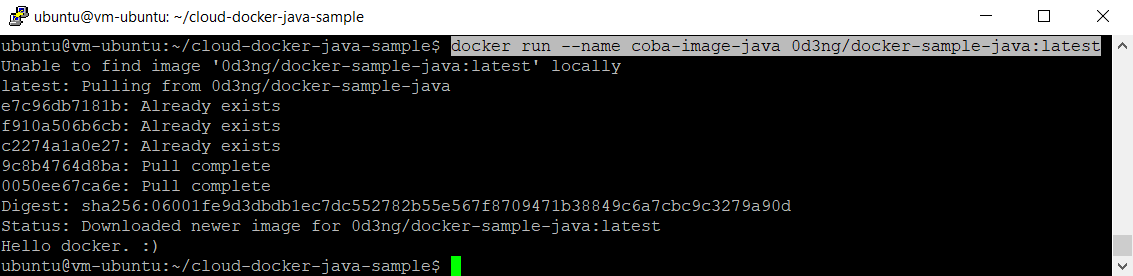 ubuntu@vm-ubuntu: ~/cloud-docker-java-sample
ubuntu@vm-ubuntu:~/cloud-docker-java-sample$ docker run --name coba-image-java 0d3ng/docker-sample-java:latest
Unable to find image '0d3ng/docker-sample-java:latest' locally
latest: Pulling from 0d3ng/docker-sample-java
e7c96db7181b: Already exists
f910a506b6cb: Already exists
c2274a1a0e27: Already exists
9c8b4764d8ba: Pull complete
0050ee67ca6e: Pull complete
Digest: sha256:06001fe9d3dbdb1ec7dc552782b55e567f8709471b38849c6a7cbc9c3279a90d
Status: Downloaded newer image for 0d3ng/docker-sample-java:latest
Hello docker. :)
ubuntu@vm-ubuntu:~/cloud-docker-java-sample$